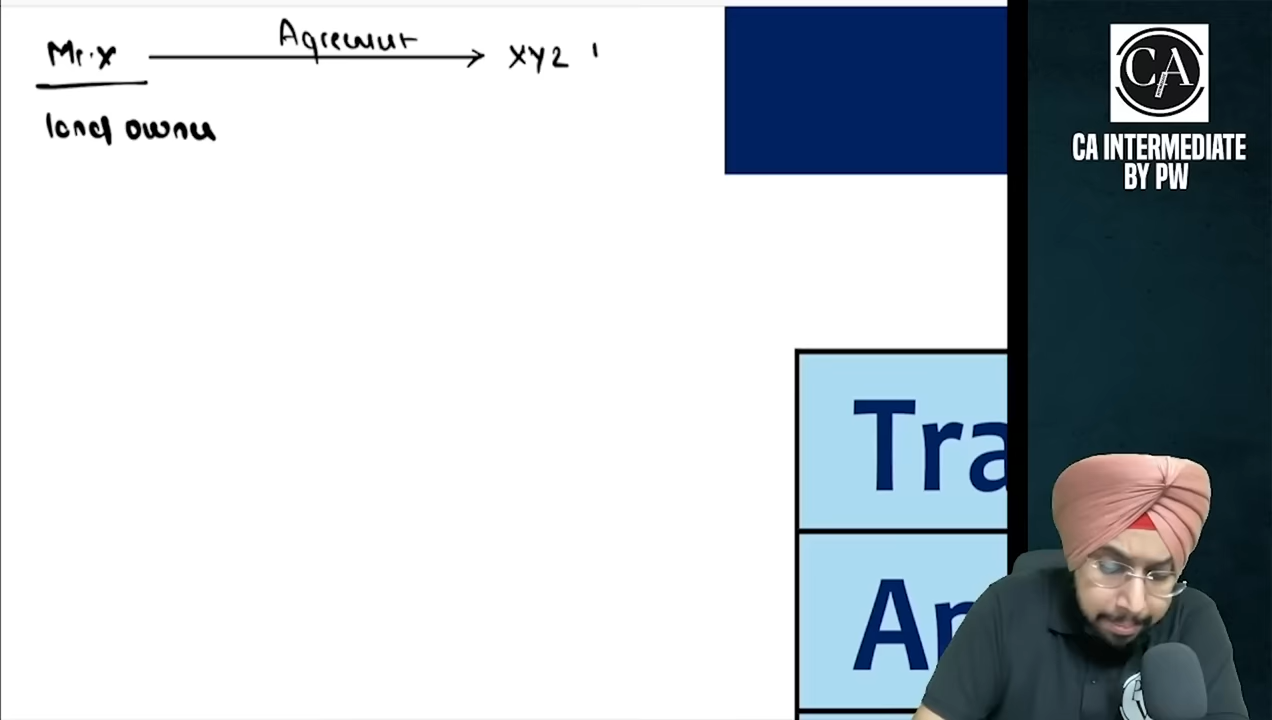 Agreement
Mr. X → XYZ
land owner
Tra
An
CA
CA INTERMEDIATE
BY PW